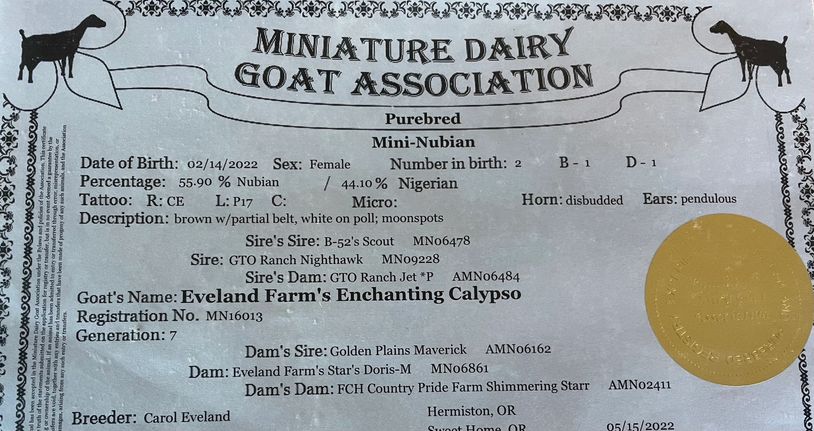 MINIATURE DAIRY
GOAT ASSOCIATION
Purebred
Mini-Nubian
Date of Birth: 02/14/2022 Sex: Female Number in birth: 2 B - 1 D - 1
Percentage: 55.90 % Nubian / 44.10 % Nigerian
Tattoo: R: CE L: P17 C: Micro: Horn: disbudded Ears: pendulous
Description: brown w/partial belt, white on poll; moonspots
Sire's Sire: B-52's Scout MN06478
Sire: GTO Ranch Nighthawk MN09228
Sire's Dam: GTO Ranch Jet *P AMN06484
Goat's Name: Eveland Farm's Enchanting Calypso
Registration No. MN16013
Generation: 7
Dam's Sire: Golden Plains Maverick AMN06162
Dam: Eveland Farm's Star's Doris-M MN06861
Dam's Dam: FCH Country Pride Farm Shimmering Starr AMN02411
Breeder: Carol Eveland Hermiston, OR
Sweet Home, OR 05/15/2022